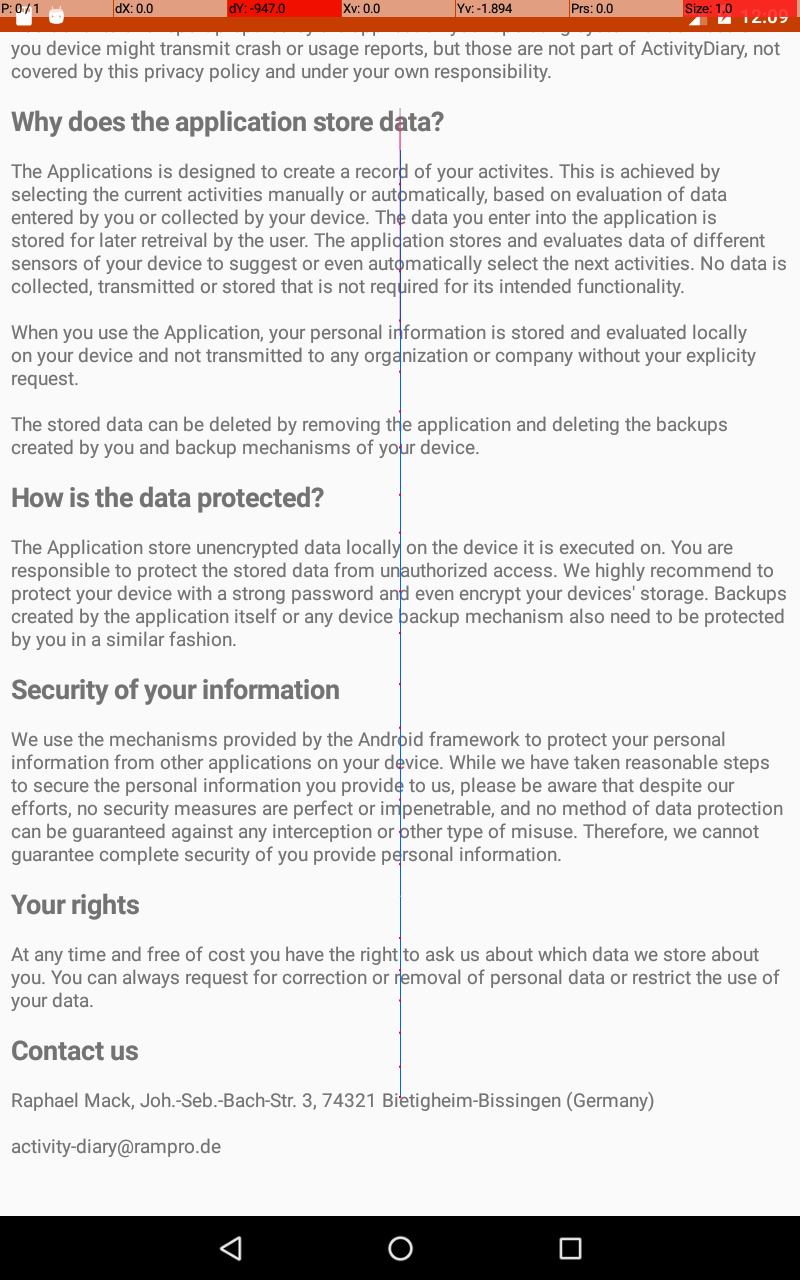 P: 0 / 1 dX: 0.0 dY: -947.0 Xv: 0.0 Yv: -1.894 Prs: 0.0 Size: 1.0
12:09
you device might transmit crash or usage reports, but those are not part of ActivityDiary, not
covered by this privacy policy and under your own responsibility.
Why does the application store data?
The Applications is designed to create a record of your activites. This is achieved by
selecting the current activities manually or automatically, based on evaluation of data
entered by you or collected by your device. The data you enter into the application is
stored for later retreival by the user. The application stores and evaluates data of different
sensors of your device to suggest or even automatically select the next activities. No data is
collected, transmitted or stored that is not required for its intended functionality.
When you use the Application, your personal information is stored and evaluated locally
on your device and not transmitted to any organization or company without your explicity
request.
The stored data can be deleted by removing the application and deleting the backups
created by you and backup mechanisms of your device.
How is the data protected?
The Application store unencrypted data locally on the device it is executed on. You are
responsible to protect the stored data from unauthorized access. We highly recommend to
protect your device with a strong password and even encrypt your devices' storage. Backups
created by the application itself or any device backup mechanism also need to be protected
by you in a similar fashion.
Security of your information
We use the mechanisms provided by the Android framework to protect your personal
information from other applications on your device. While we have taken reasonable steps
to secure the personal information you provide to us, please be aware that despite our
efforts, no security measures are perfect or impenetrable, and no method of data protection
can be guaranteed against any interception or other type of misuse. Therefore, we cannot
guarantee complete security of you provide personal information.
Your rights
At any time and free of cost you have the right to ask us about which data we store about
you. You can always request for correction or removal of personal data or restrict the use of
your data.
Contact us
Raphael Mack, Joh.-Seb.-Bach-Str. 3, 74321 Bietigheim-Bissingen (Germany)
activity-diary@rampro.de